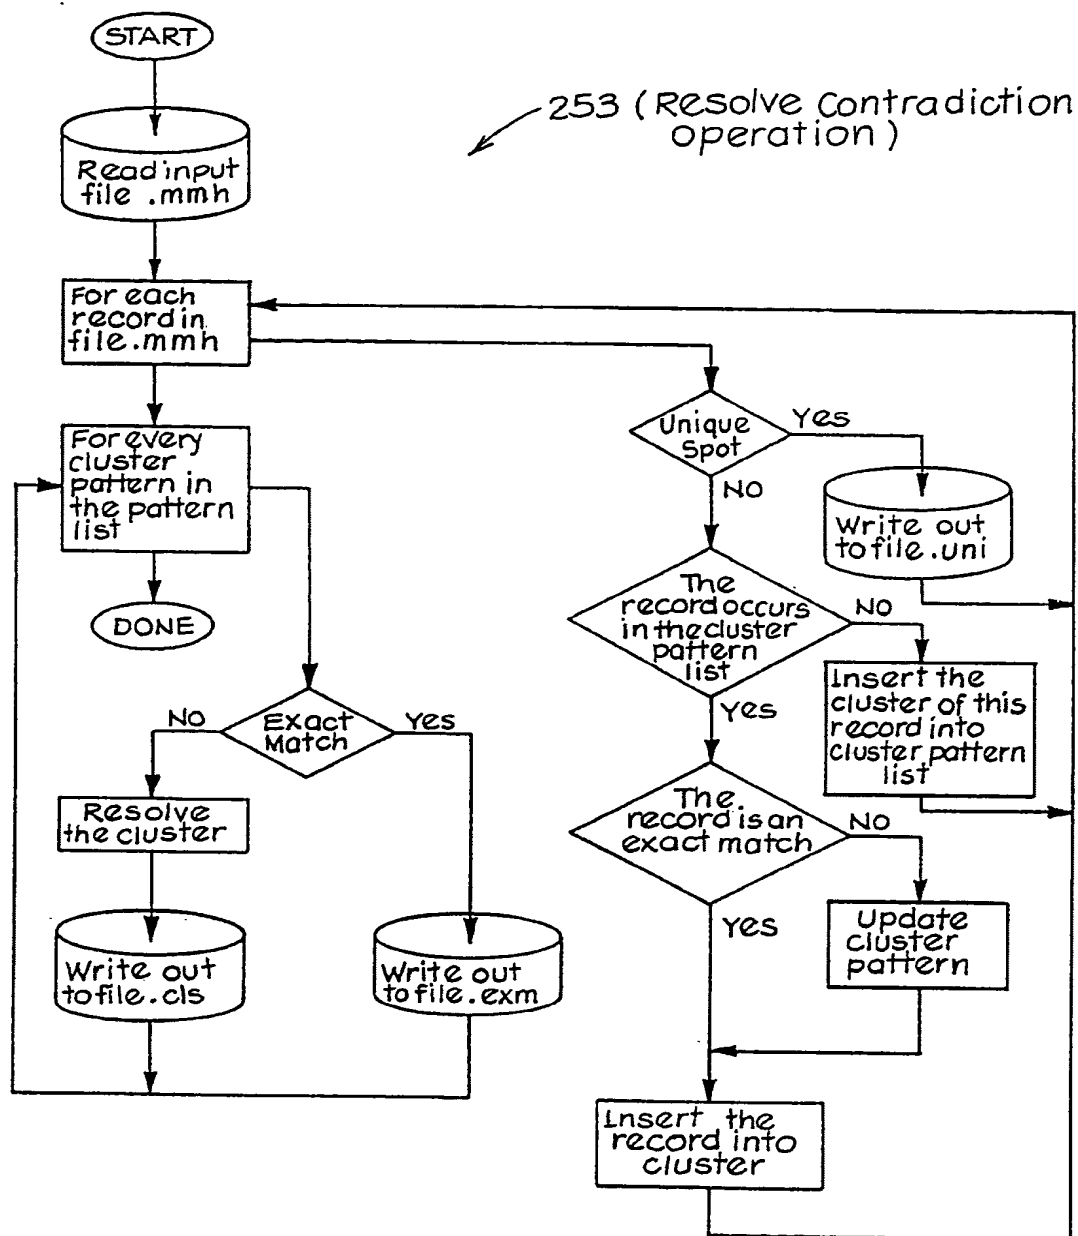 START
253 (Resolve Contradiction
operation)
Read input
file .mmh
For each
record in
file.mmh
Unique
Spot
Yes
NO
Write out
to file .uni
For every
cluster
pattern in
the pattern
list
DONE
The
record occurs
in the cluster
pattern
list
NO
Yes
Insert the
cluster of this
record into
cluster pattern
list
Exact
Match
NO
Yes
Resolve
the cluster
The
record is an
exact match
NO
Yes
Update
cluster
pattern
Write out
to file.cls
Write out
to file.exm
Insert the
record into
cluster